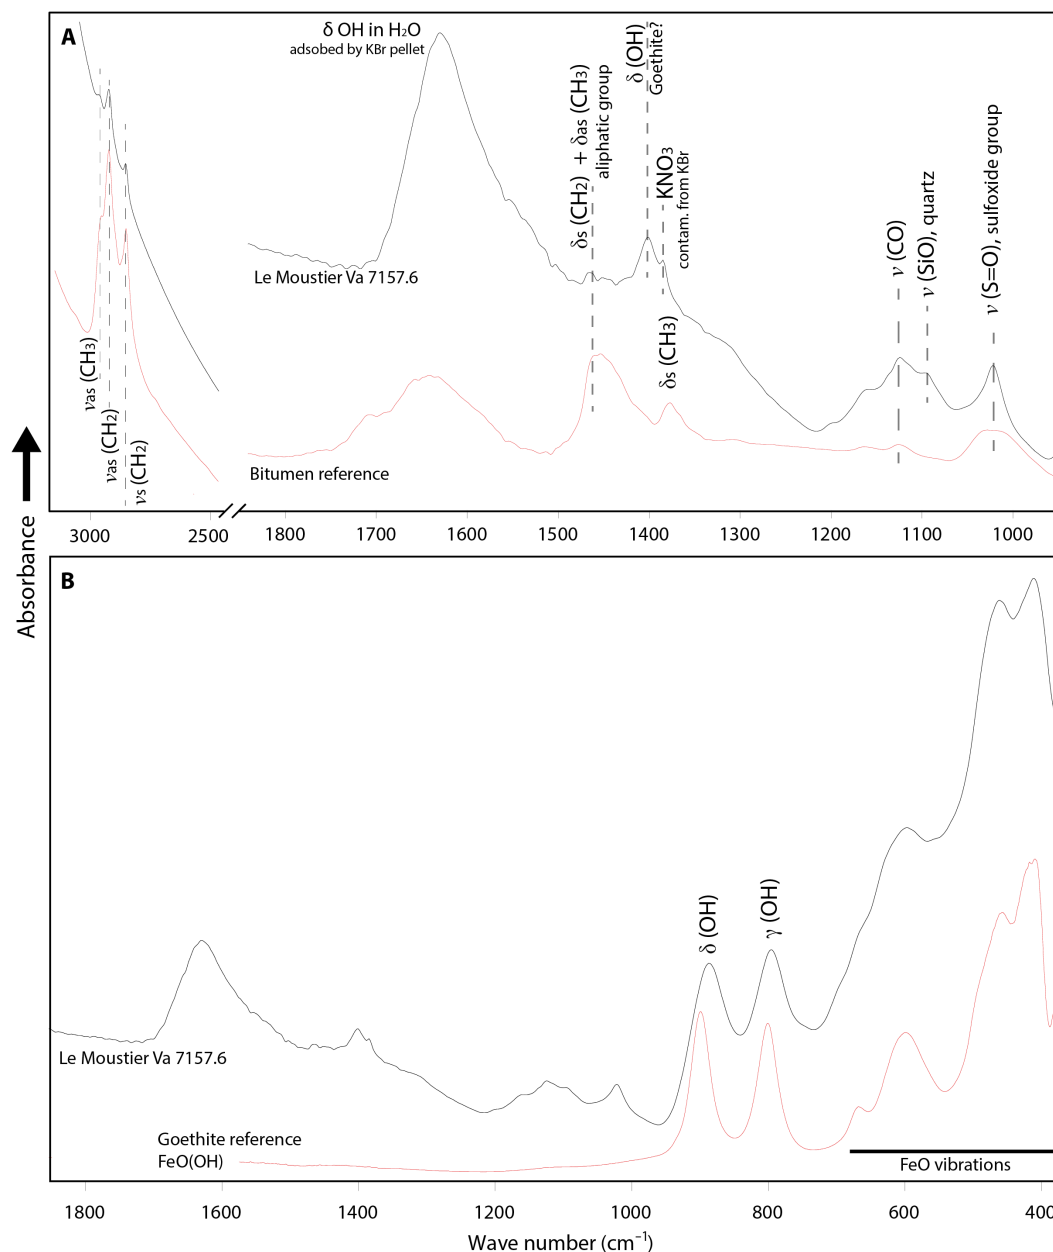 A
δ OH in H₂O
adsobed by KBr pellet
δs (CH2) + δas (CH3)
aliphatic group
δ (OH)
Goethite?
KNO3
contam. from KBr
ν (CO)
ν (SiO), quartz
ν (S=O), sulfoxide group
Le Moustier Va 7157.6
δs (CH3)
νas (CH3)
νas (CH2)
νs (CH2)
Bitumen reference
3000 2500 1800 1700 1600 1500 1400 1300 1200 1100 1000
Absorbance
B
δ (OH)
γ (OH)
Le Moustier Va 7157.6
Goethite reference
FeO(OH)
FeO vibrations
1800 1600 1400 1200 1000 800 600 400
Wave number (cm⁻¹)